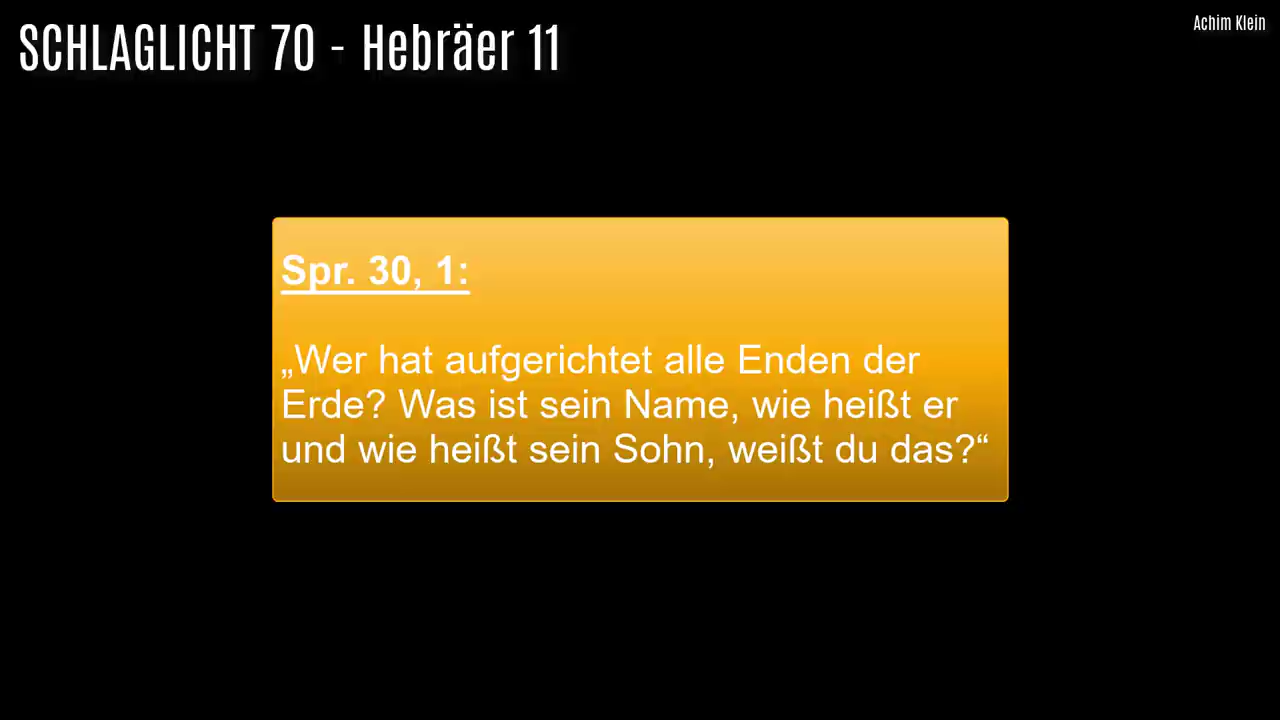 SCHLAGLICHT 70 - Hebräer 11
Achim Klein
Spr. 30, 1:
„Wer hat aufgerichtet alle Enden der
Erde? Was ist sein Name, wie heißt er
und wie heißt sein Sohn, weißt du das?“